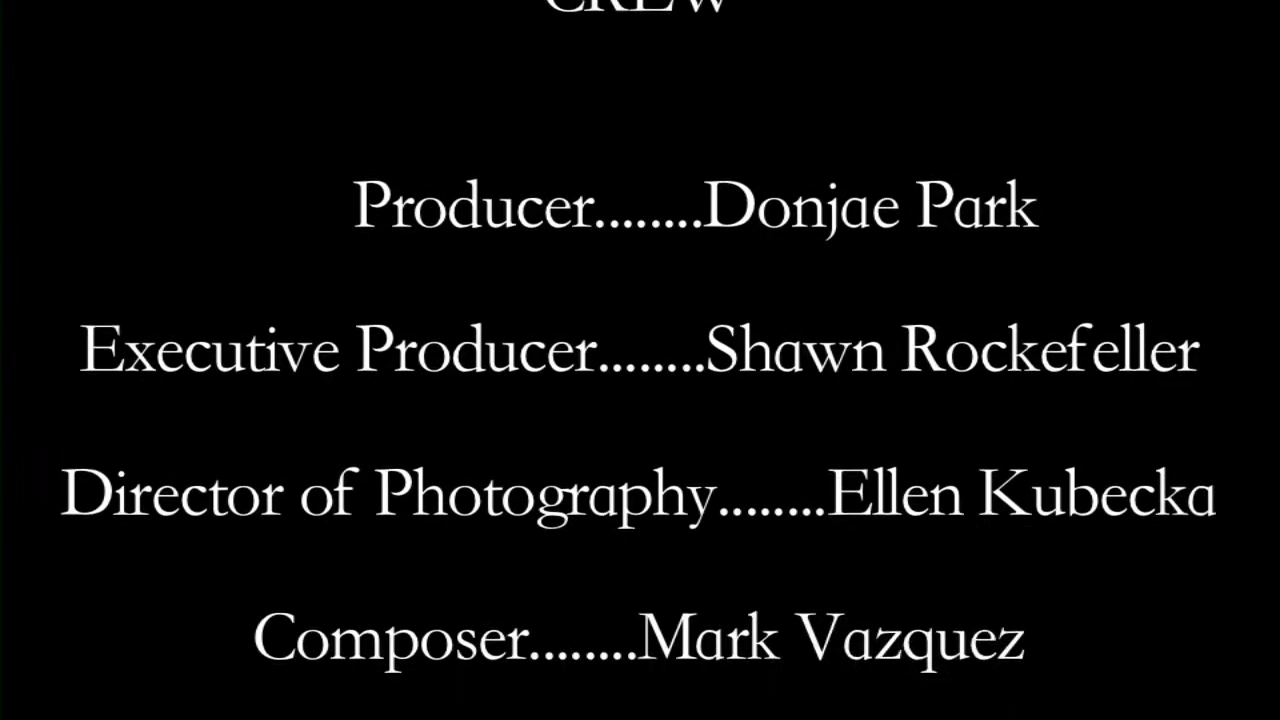 CREW
Producer........Donjae Park
Executive Producer........Shawn Rockefeller
Director of Photography........Ellen Kubecka
Composer........Mark Vazquez